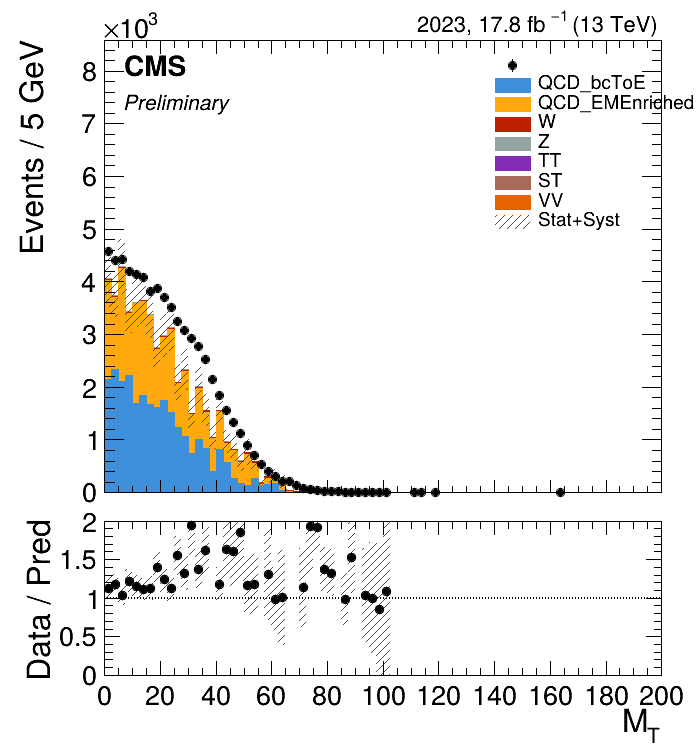 ×10³
2023, 17.8 fb⁻¹ (13 TeV)
Events / 5 GeV
CMS
Preliminary
QCD_bcToE
QCD_EMEnriched
W
Z
TT
ST
VV
Stat+Syst
8
7
6
5
4
3
2
1
0
Data / Pred
2
1.5
1
0.5
0
0 20 40 60 80 100 120 140 160 180 200
M_T